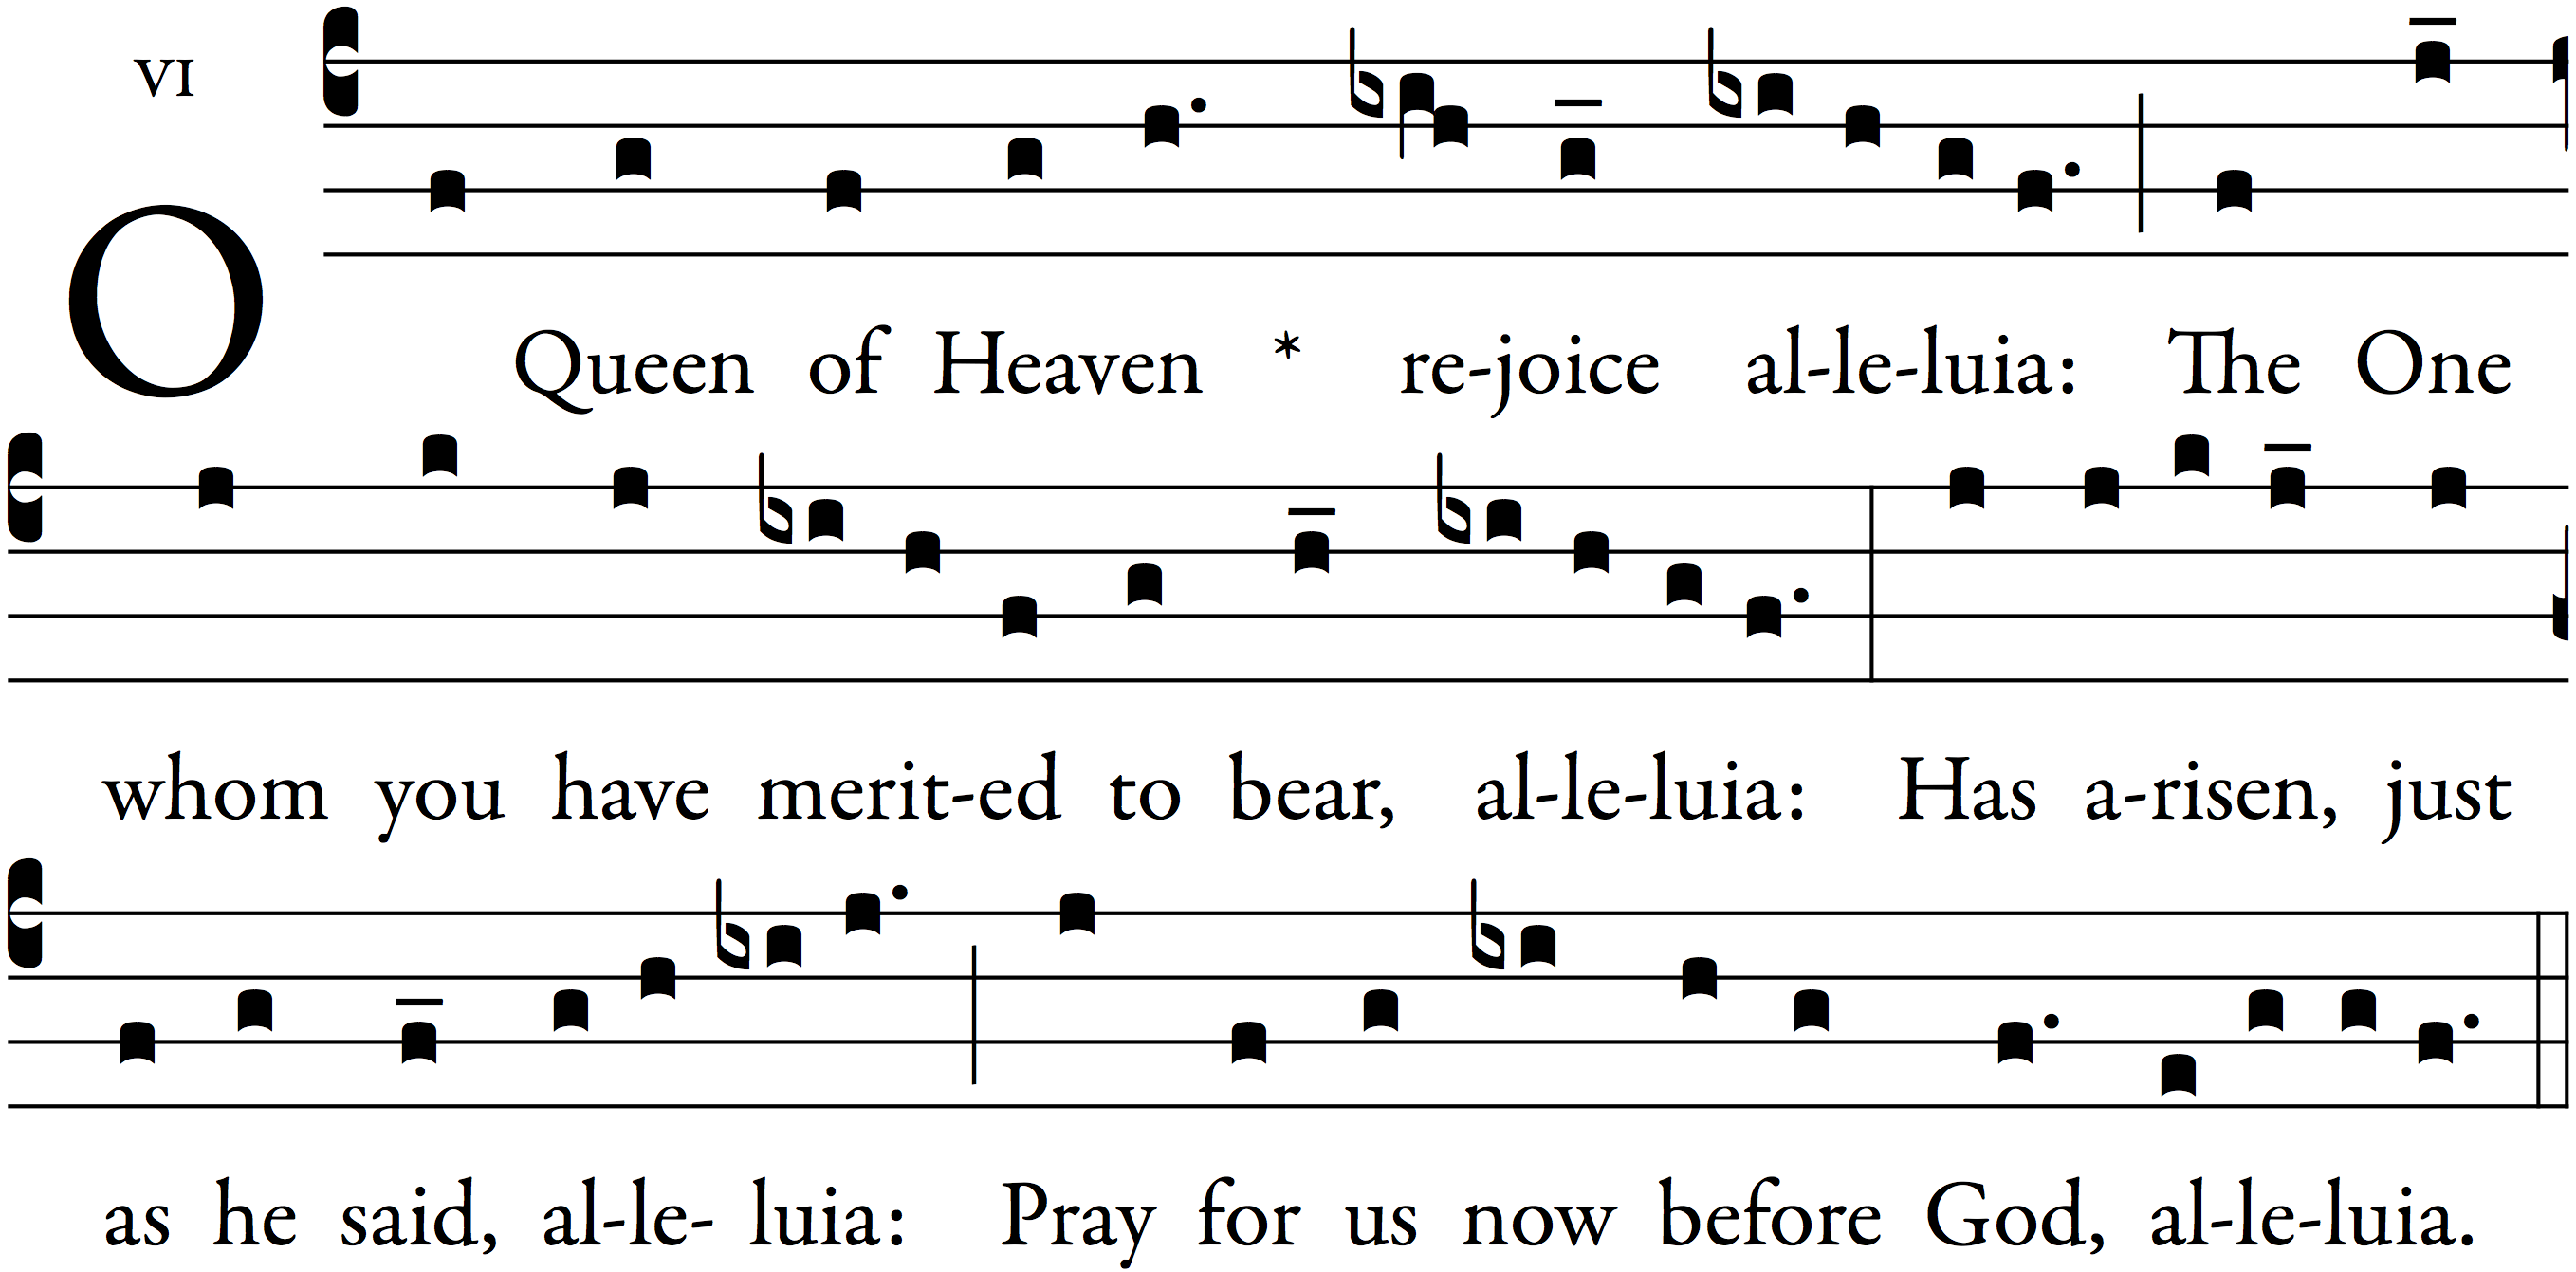 VI
O Queen of Heaven * re-joice al-le-luia: The One
whom you have merit-ed to bear, al-le-luia: Has a-risen, just
as he said, al-le- luia: Pray for us now before God, al-le-luia.